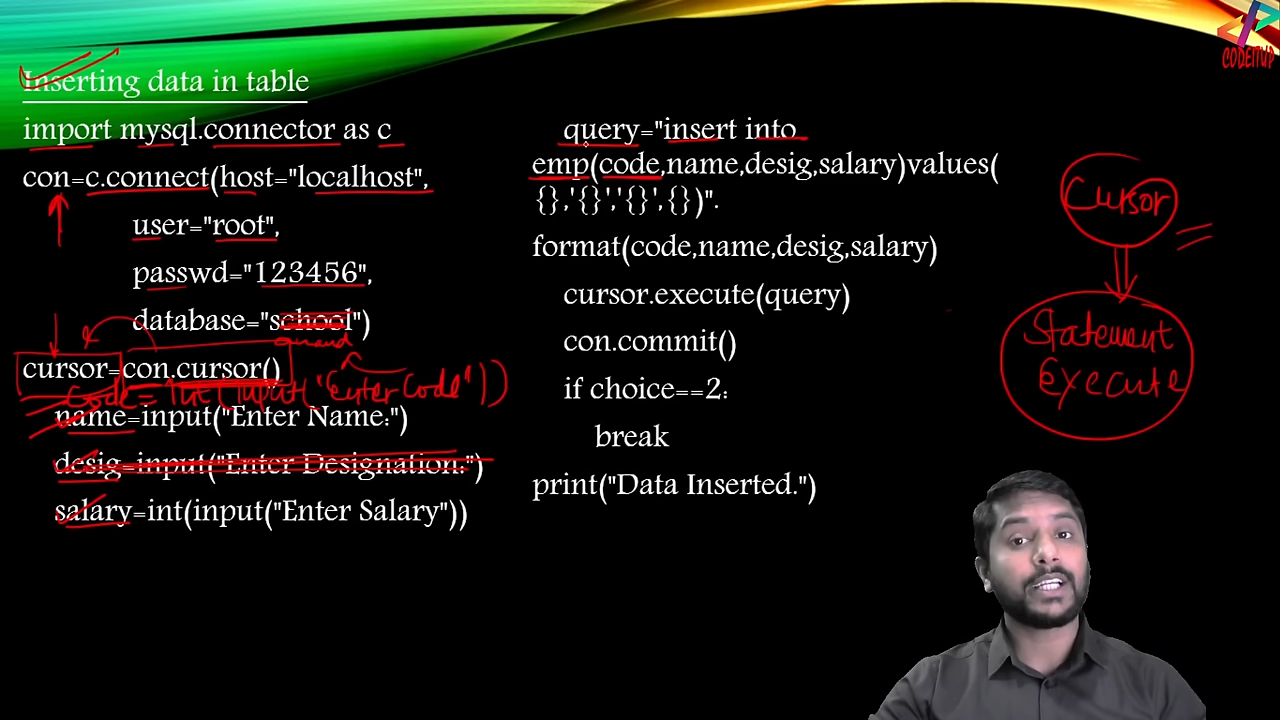 CODEITUP
Inserting data in table
import mysql.connector as c
con=c.connect(host="localhost",
user="root",
passwd="123456",
database="school")
cursor=con.cursor()
code = int(input('enter code'))
name=input("Enter Name:")
desig=input("Enter Designation:")
salary=int(input("Enter Salary"))
query="insert into
emp(code,name,desig,salary)values(
{},'{}','{}',{})".
format(code,name,desig,salary)
cursor.execute(query)
con.commit()
if choice==2:
break
print("Data Inserted.")
Cursor
Statement
Execute